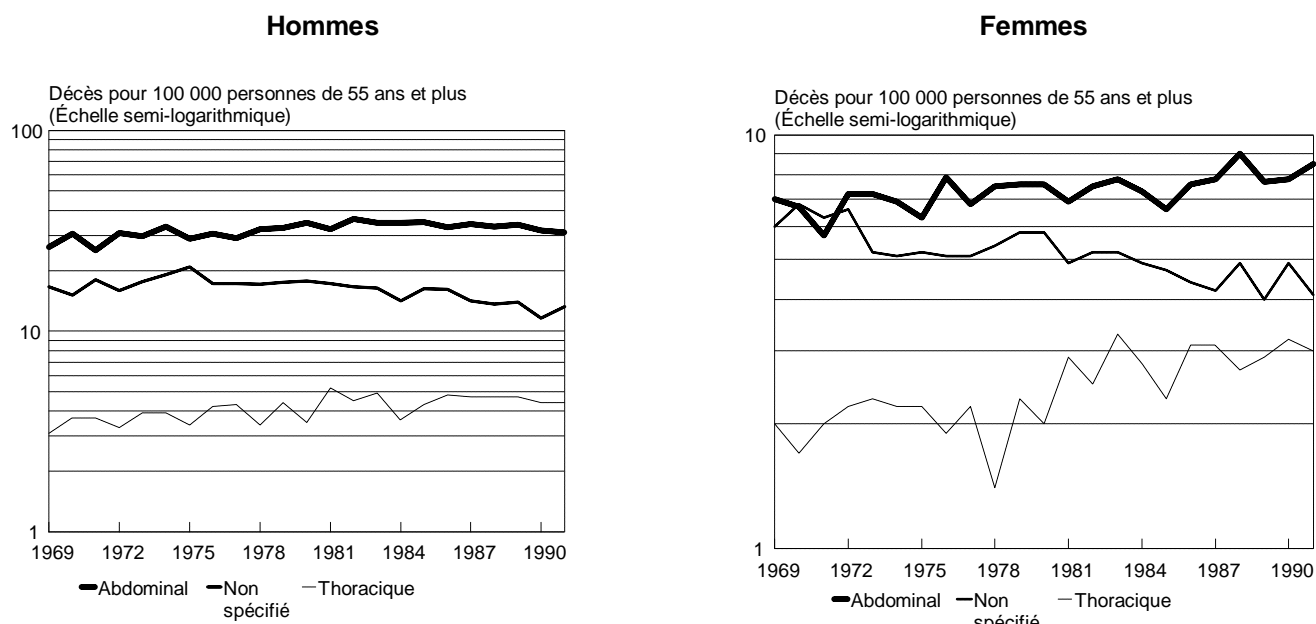 Hommes
Décès pour 100 000 personnes de 55 ans et plus
(Échelle semi-logarithmique)
100
10
1
1969 1972 1975 1978 1981 1984 1987 1990
Abdominal Non spécifié Thoracique
Femmes
Décès pour 100 000 personnes de 55 ans et plus
(Échelle semi-logarithmique)
10
1
1969 1972 1975 1978 1981 1984 1987 1990
Abdominal Non spécifié Thoracique